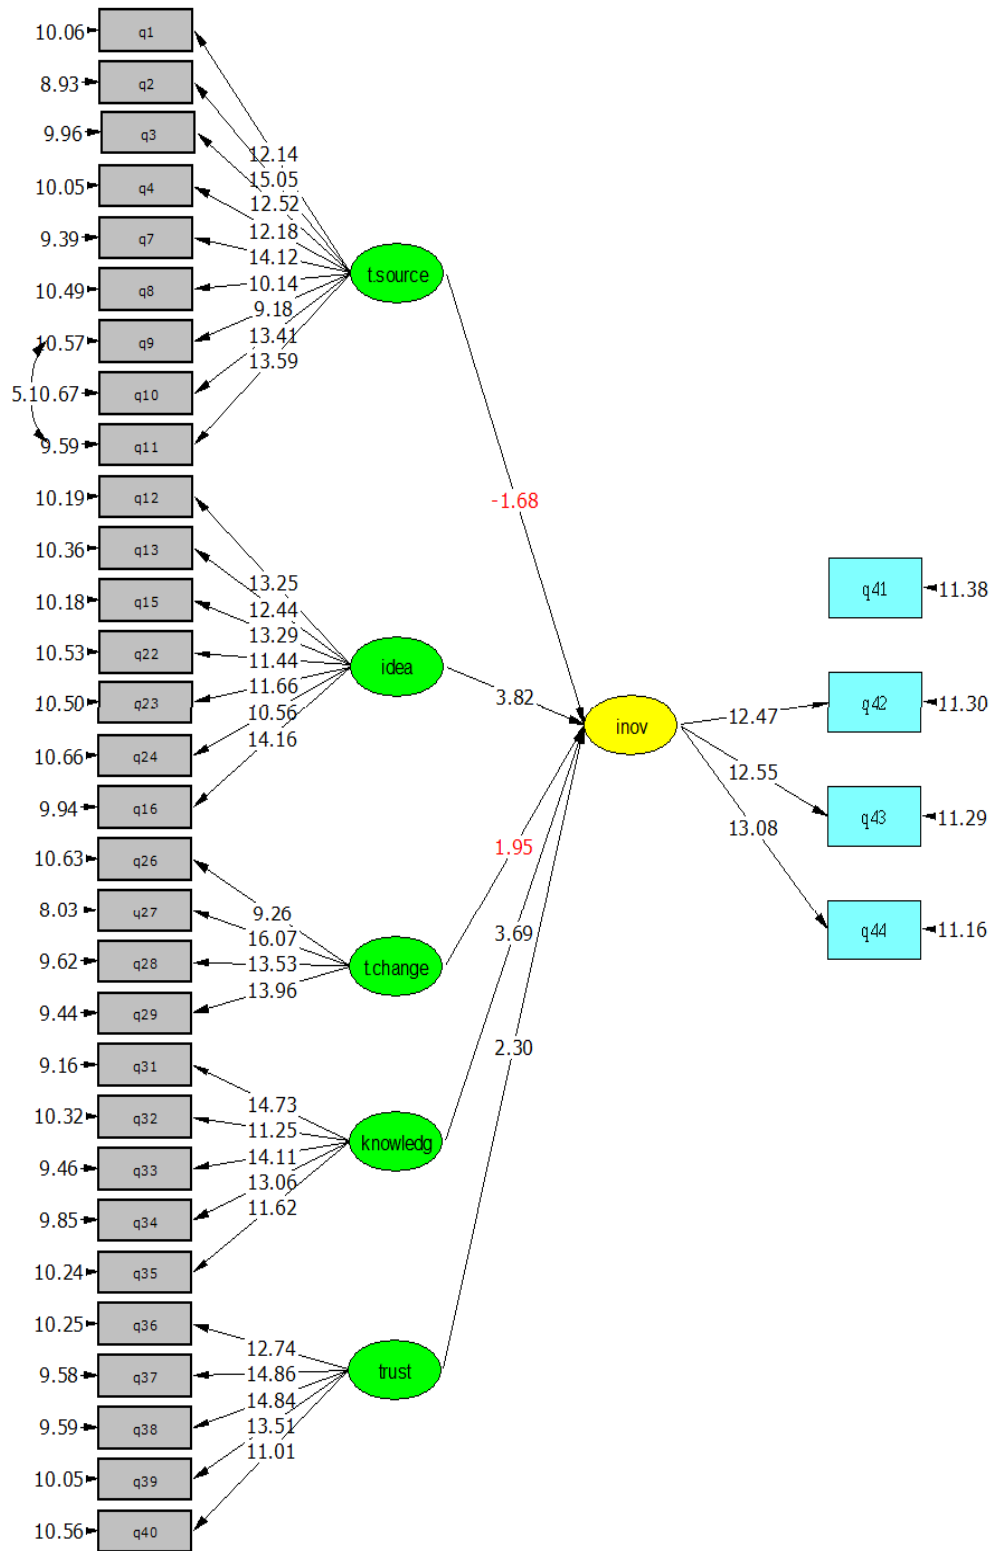 10.06 q1
8.93 q2
9.96 q3
12.14
15.05
12.52
10.05 q4
12.18
9.39 q7
14.12
10.14
t.source
10.49 q8
9.18
10.57 q9
13.41
13.59
5.10.67 q10
9.59 q11
10.19 q12
-1.68
10.36 q13
13.25
10.18 q15
12.44
13.29
q41 11.38
10.53 q22
11.44
idea
11.66
3.82
10.50 q23
10.56
14.16
12.47
q42 11.30
inov
10.66 q24
12.55
9.94 q16
13.08
q43 11.29
10.63 q26
1.95
8.03 q27
9.26
16.07
3.69
q44 11.16
9.62 q28
13.53
t.change
13.96
9.44 q29
2.30
9.16 q31
14.73
10.32 q32
11.25
14.11
knowledg
9.46 q33
13.06
11.62
9.85 q34
10.24 q35
10.25 q36
12.74
9.58 q37
14.86
trust
14.84
9.59 q38
13.51
11.01
10.05 q39
10.56 q40